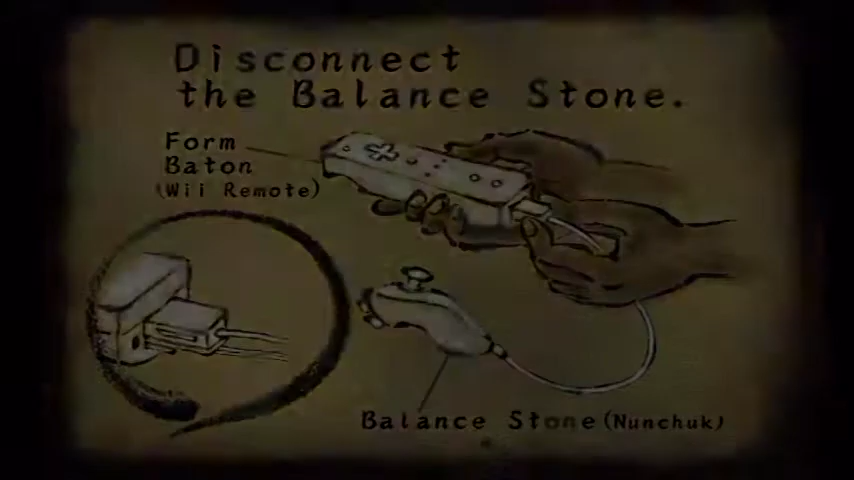 Disconnect
the Balance Stone.
Form
Baton
(Wii Remote)
Balance Stone (Nunchuk)